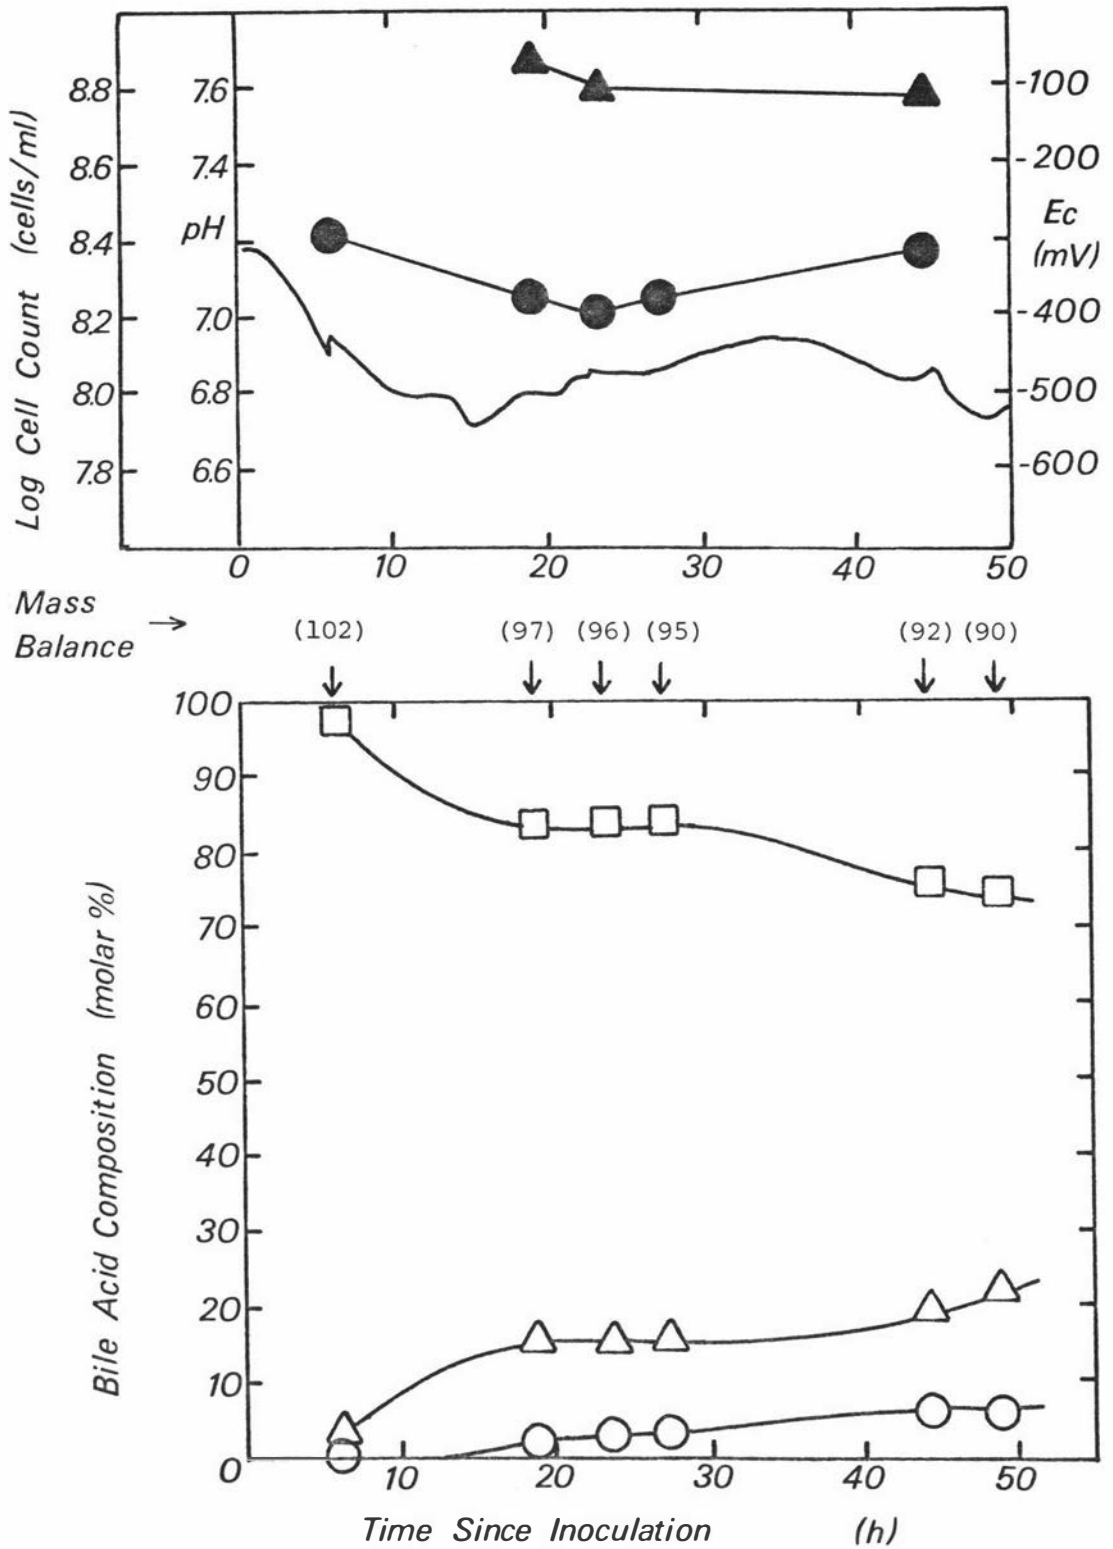 Log Cell Count (cells/ml)
8.8
8.6
8.4
8.2
8.0
7.8
pH
7.6
7.4
7.0
6.8
6.6
Ec
(mV)
-100
-200
-400
-500
-600
0 10 20 30 40 50
Mass
Balance → (102) (97) (96) (95) (92) (90)
Bile Acid Composition (molar %)
100
90
80
70
60
50
40
30
20
10
0
10 20 30 40 50
Time Since Inoculation (h)